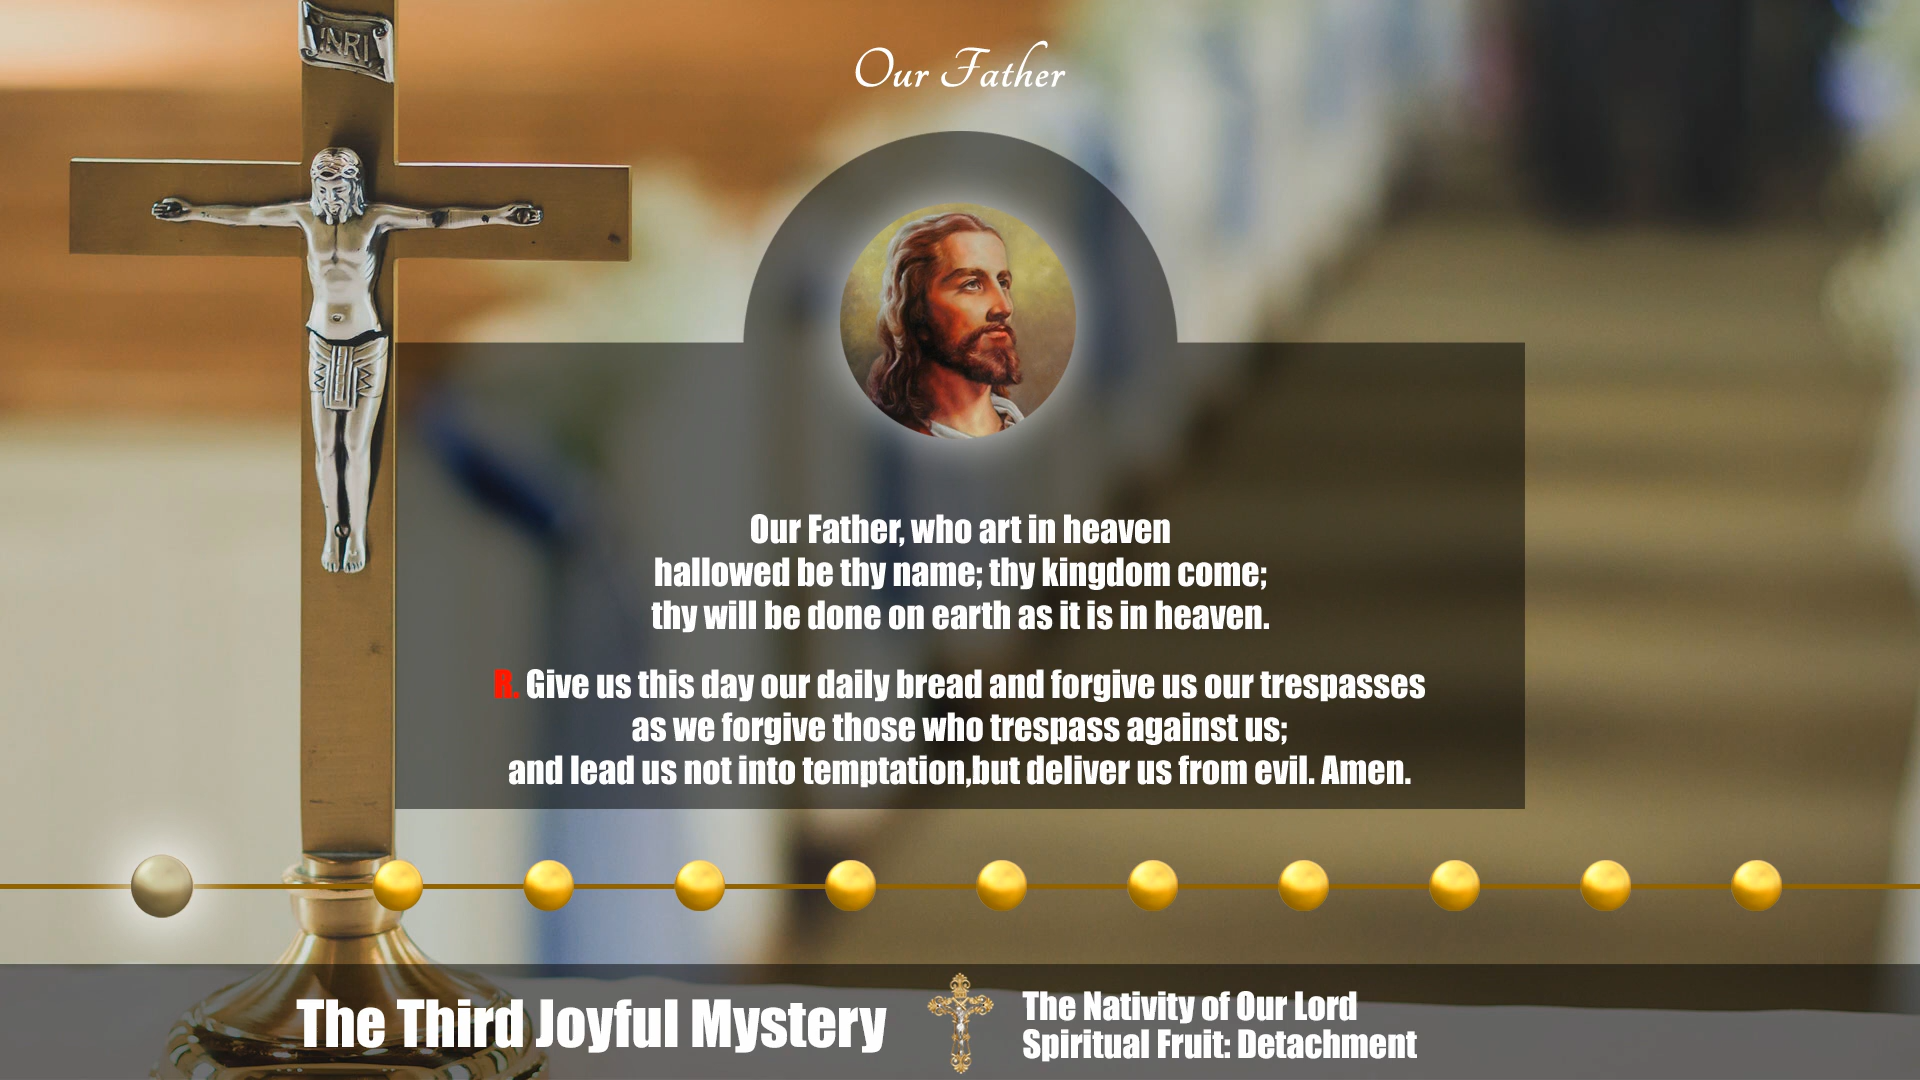 INRI
Our Father
Our Father, who art in heaven
hallowed be thy name; thy kingdom come;
thy will be done on earth as it is in heaven.
R. Give us this day our daily bread and forgive us our trespasses
as we forgive those who trespass against us;
and lead us not into temptation,but deliver us from evil. Amen.
The Third Joyful Mystery
The Nativity of Our Lord
Spiritual Fruit: Detachment